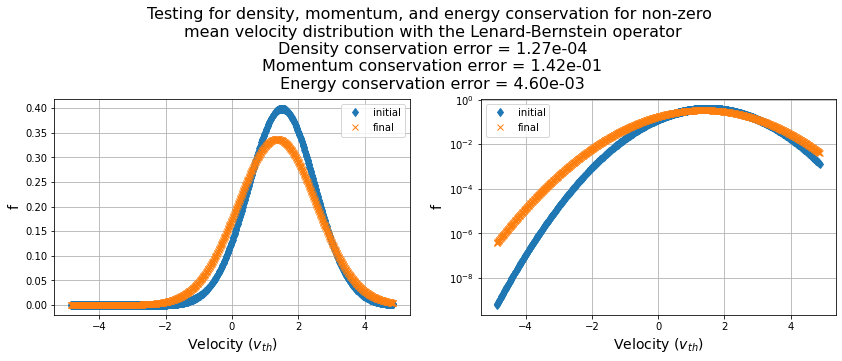 Testing for density, momentum, and energy conservation for non-zero
mean velocity distribution with the Lenard-Bernstein operator
Density conservation error = 1.27e-04
Momentum conservation error = 1.42e-01
Energy conservation error = 4.60e-03
initial
final
f
0.40
0.35
0.30
0.25
0.20
0.15
0.10
0.05
0.00
−4 −2 0 2 4
Velocity (v_{th})
initial
final
f
10^0
10^{−2}
10^{−4}
10^{−6}
10^{−8}
−4 −2 0 2 4
Velocity (v_{th})